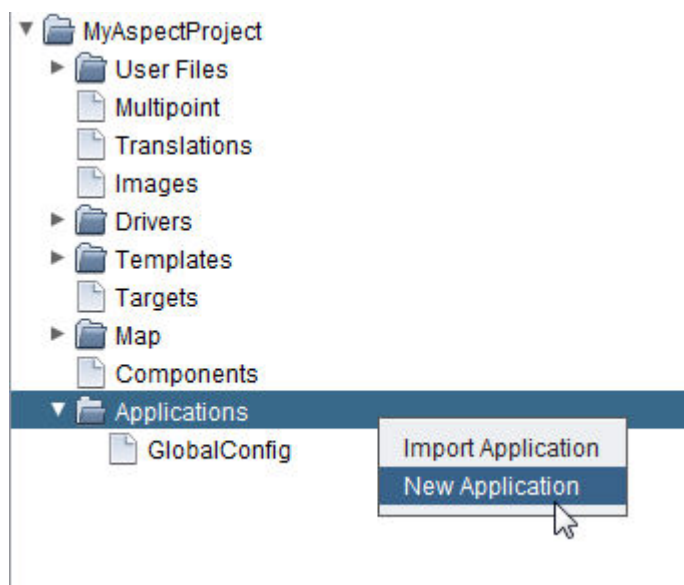 MyAspectProject
User Files
Multipoint
Translations
Images
Drivers
Templates
Targets
Map
Components
Applications
GlobalConfig
Import Application
New Application